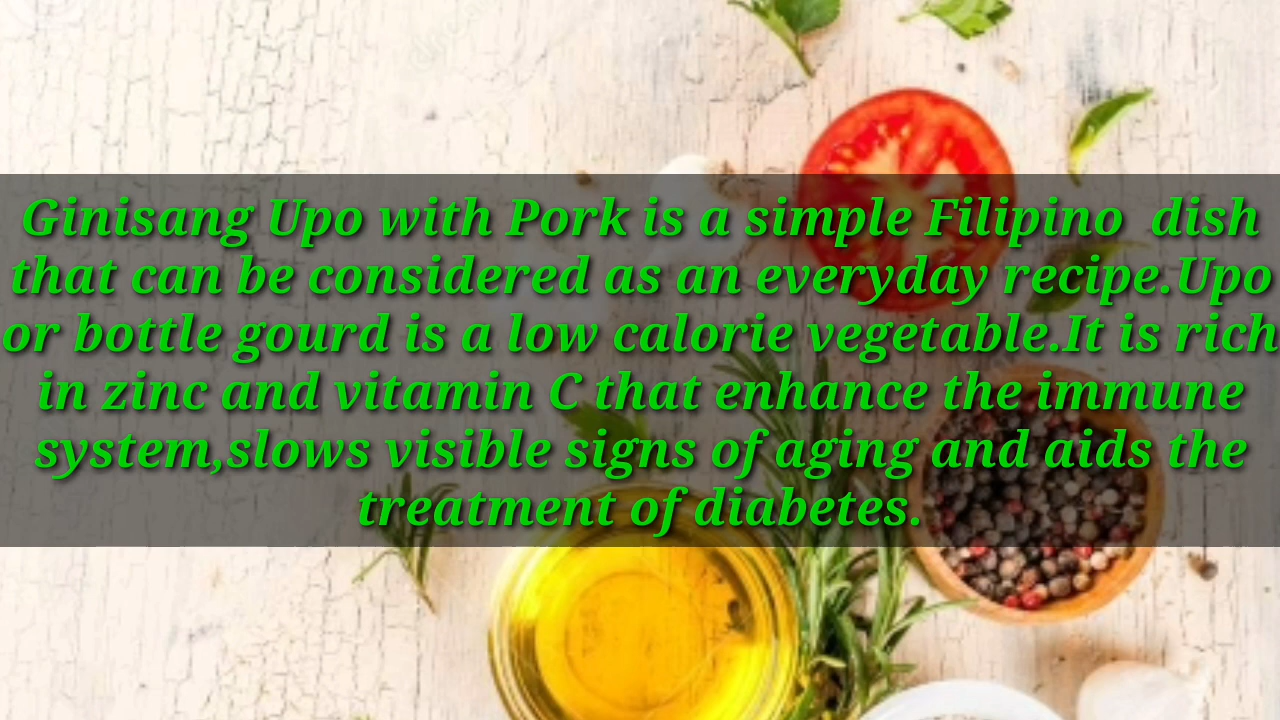 Ginisang Upo with Pork is a simple Filipino  dish
that can be considered as an everyday recipe.Upo
or bottle gourd is a low calorie vegetable.It is rich
in zinc and vitamin C that enhance the immune
system,slows visible signs of aging and aids the
treatment of diabetes.